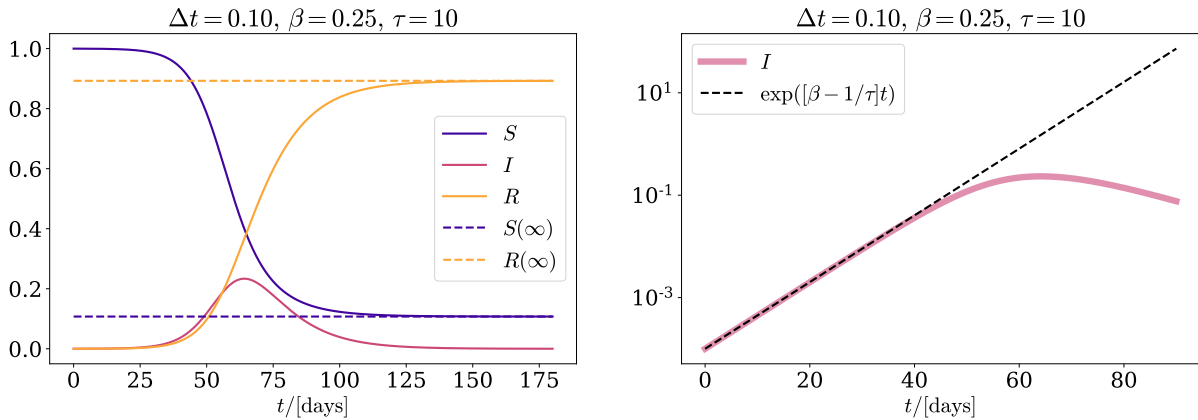 Δt = 0.10, β = 0.25, τ = 10
1.0
0.8
0.6
0.4
0.2
0.0
S
I
R
S(∞)
R(∞)
0 25 50 75 100 125 150 175
t/[days]
Δt = 0.10, β = 0.25, τ = 10
I
exp([β − 1/τ]t)
10¹
10⁻¹
10⁻³
0 20 40 60 80
t/[days]